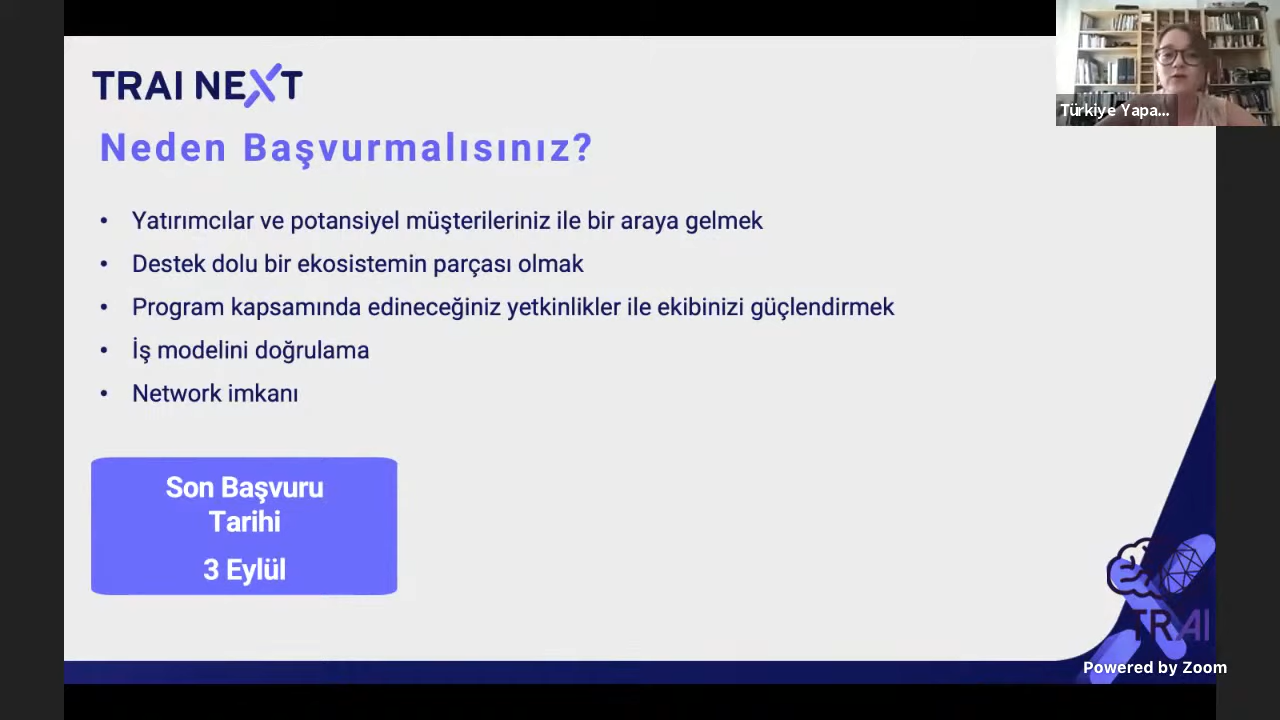 TRAI NEXT
Türkiye Yapa...
Neden Başvurmalısınız?
• Yatırımcılar ve potansiyel müşterileriniz ile bir araya gelmek
• Destek dolu bir ekosistemin parçası olmak
• Program kapsamında edineceğiniz yetkinlikler ile ekibinizi güçlendirmek
• İş modelini doğrulama
• Network imkanı
Son Başvuru
Tarihi
3 Eylül
TRAI
Powered by Zoom